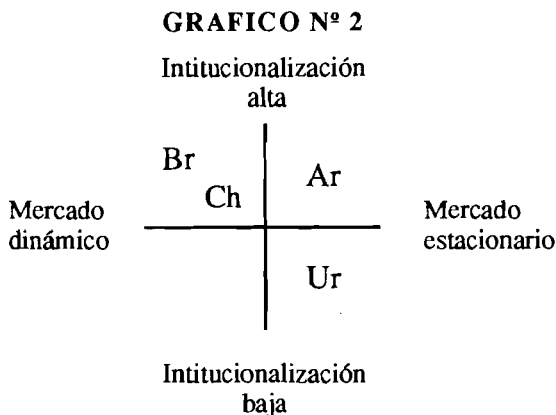 GRAFICO Nº 2
Intitucionalización
alta
Br
Ch
Ar
Mercado
dinámico
Mercado
estacionario
Ur
Intitucionalización
baja